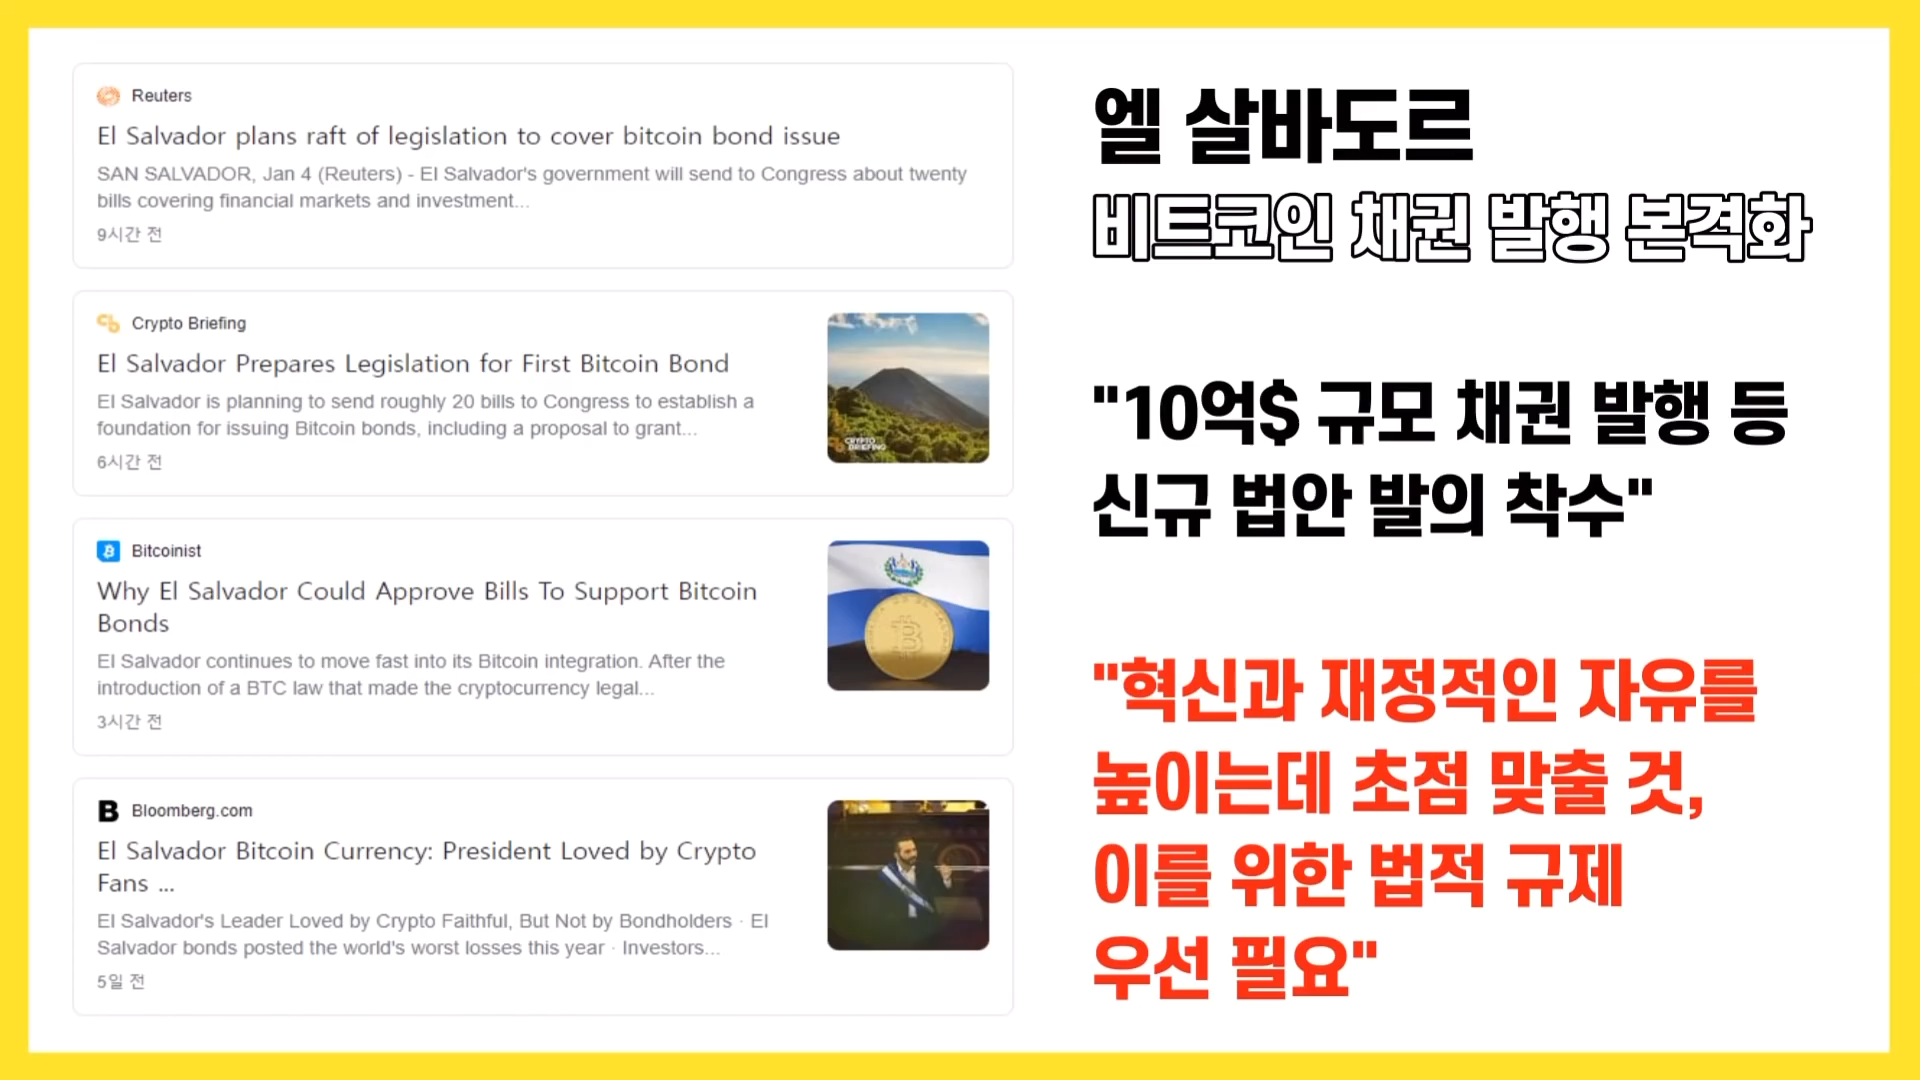 Reuters
El Salvador plans raft of legislation to cover bitcoin bond issue
SAN SALVADOR, Jan 4 (Reuters) - El Salvador's government will send to Congress about twenty
bills covering financial markets and investment...
9시간 전
Crypto Briefing
El Salvador Prepares Legislation for First Bitcoin Bond
El Salvador is planning to send roughly 20 bills to Congress to establish a
foundation for issuing Bitcoin bonds, including a proposal to grant...
6시간 전
CRYPTO
BRIEFING
Bitcoinist
Why El Salvador Could Approve Bills To Support Bitcoin
Bonds
El Salvador continues to move fast into its Bitcoin integration. After the
introduction of a BTC law that made the cryptocurrency legal...
3시간 전
Bloomberg.com
El Salvador Bitcoin Currency: President Loved by Crypto
Fans ...
El Salvador's Leader Loved by Crypto Faithful, But Not by Bondholders · El
Salvador bonds posted the world's worst losses this year · Investors...
5일 전
엘 살바도르
비트코인 채권 발행 본격화
"10억$ 규모 채권 발행 등
신규 법안 발의 착수"
"혁신과 재정적인 자유를
높이는데 초점 맞출 것,
이를 위한 법적 규제
우선 필요"